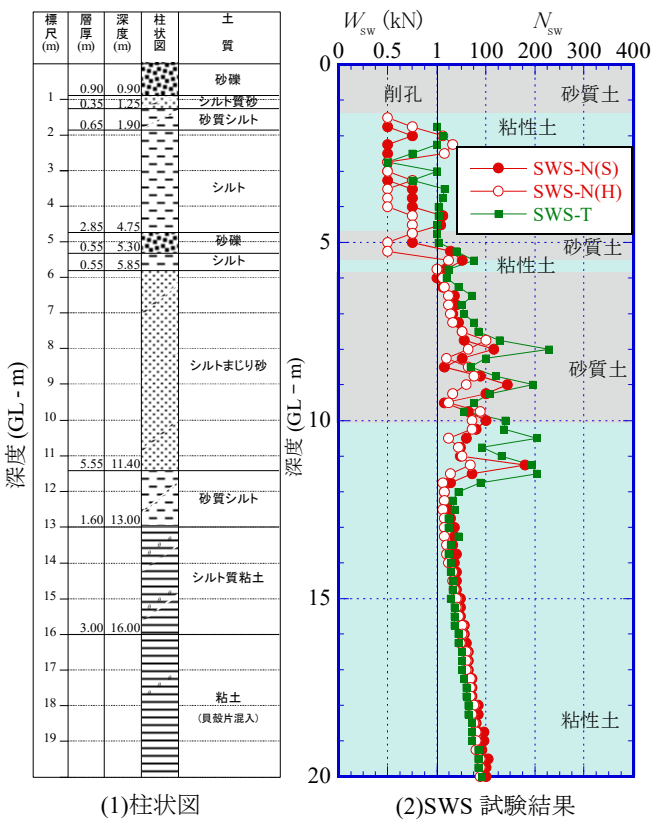 標尺(m) 層厚(m) 深度(m) 柱状図 土質
0.90 0.90 砂礫
1
0.35 1.25 シルト質砂
0.65 1.90 砂質シルト
2
3
シルト
4
2.85 4.75
5 砂礫
0.55 5.30
0.55 5.85 シルト
6
7
8
シルトまじり砂
9
10
11
5.55 11.40
12 砂質シルト
1.60 13.00
13
14
シルト質粘土
15
3.00 16.00
16
17
粘土
18
(貝殻片混入)
19
深度 (GL - m)
(1)柱状図
Wsw (kN) Nsw
0 0.5 1 100 200 300 400
0
5
10
15
20
深度 (GL - m)
削孔 砂質土
粘性土
SWS-N(S)
SWS-N(H)
SWS-T
砂質土
粘性土
砂質土
粘性土
(2)SWS 試験結果